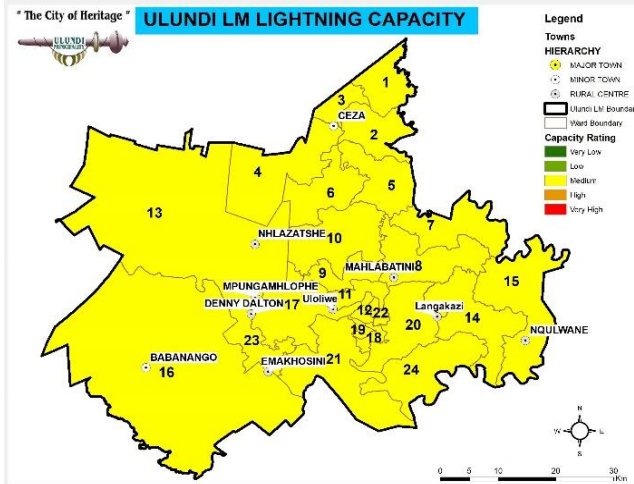 " The City of Heritage "
ULUNDI
MUNICIPALITY
ULUNDI LM LIGHTNING CAPACITY
Legend
Towns
HIERARCHY
MAJOR TOWN
MINOR TOWN
RURAL CENTRE
Ulundi LM Boundar
Ward Boundary
Capacity Rating
Very Low
Low
Medium
High
Very High
1
3
CEZA
2
4
5
6
13
7
NHLAZATSHE
10
15
9
MAHLABATINI
8
MPUNGAMHLOPHE
DENNY DALTON
17
Uloliwe
11
12
22
Langakazi
14
20
19
18
NQULWANE
23
BABANANGO
16
EMAKHOSINI
21
24
N
W
E
S
0 5 10 20 30
Km